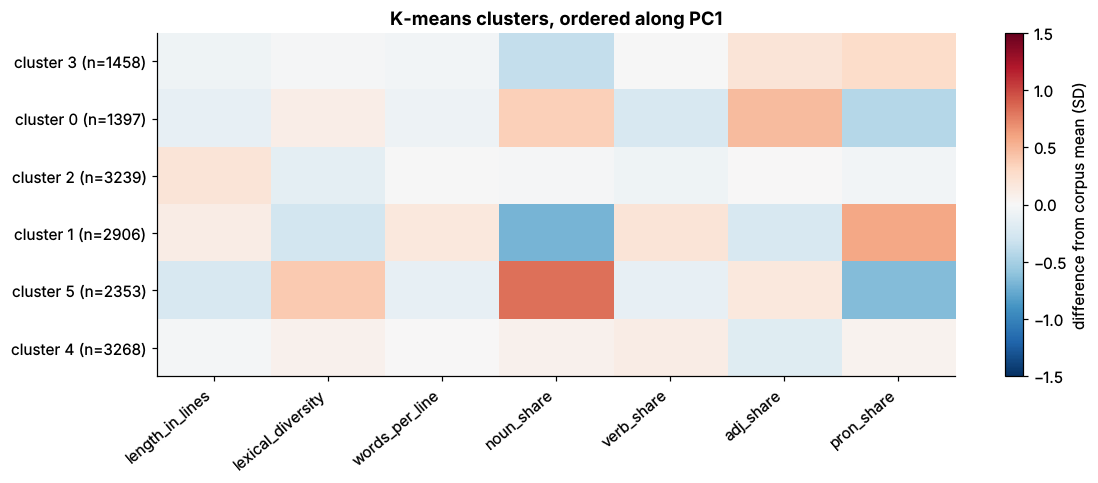 K-means clusters, ordered along PC1
cluster 3 (n=1458)
cluster 0 (n=1397)
cluster 2 (n=3239)
cluster 1 (n=2906)
cluster 5 (n=2353)
cluster 4 (n=3268)
length_in_lines
lexical_diversity
words_per_line
noun_share
verb_share
adj_share
pron_share
1.5
1.0
0.5
0.0
−0.5
−1.0
−1.5
difference from corpus mean (SD)